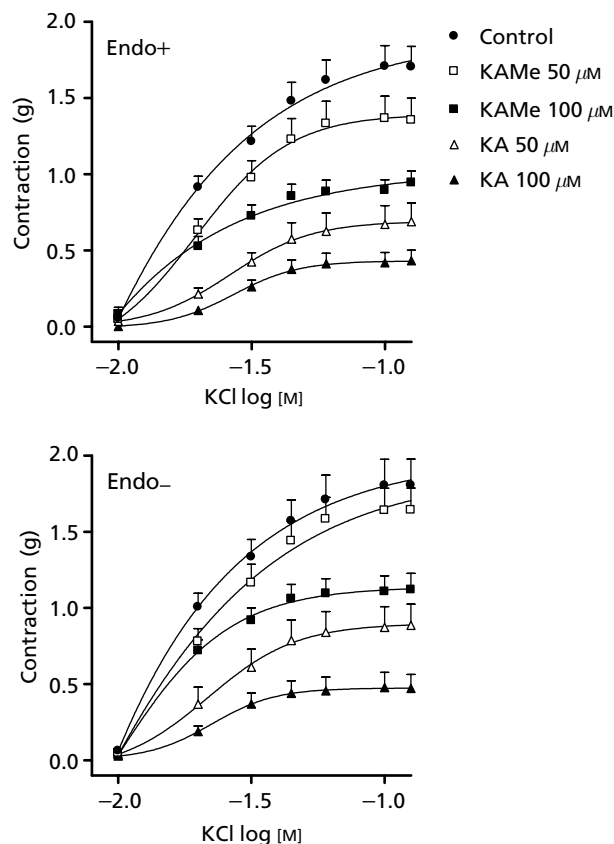 2.0
Endo+
1.5
1.0
0.5
0.0
Contraction (g)
−2.0 −1.5 −1.0
KCl log [M]
Control
KAMe 50 μM
KAMe 100 μM
KA 50 μM
KA 100 μM
2.0
Endo−
1.5
1.0
0.5
0.0
Contraction (g)
−2.0 −1.5 −1.0
KCl log [M]